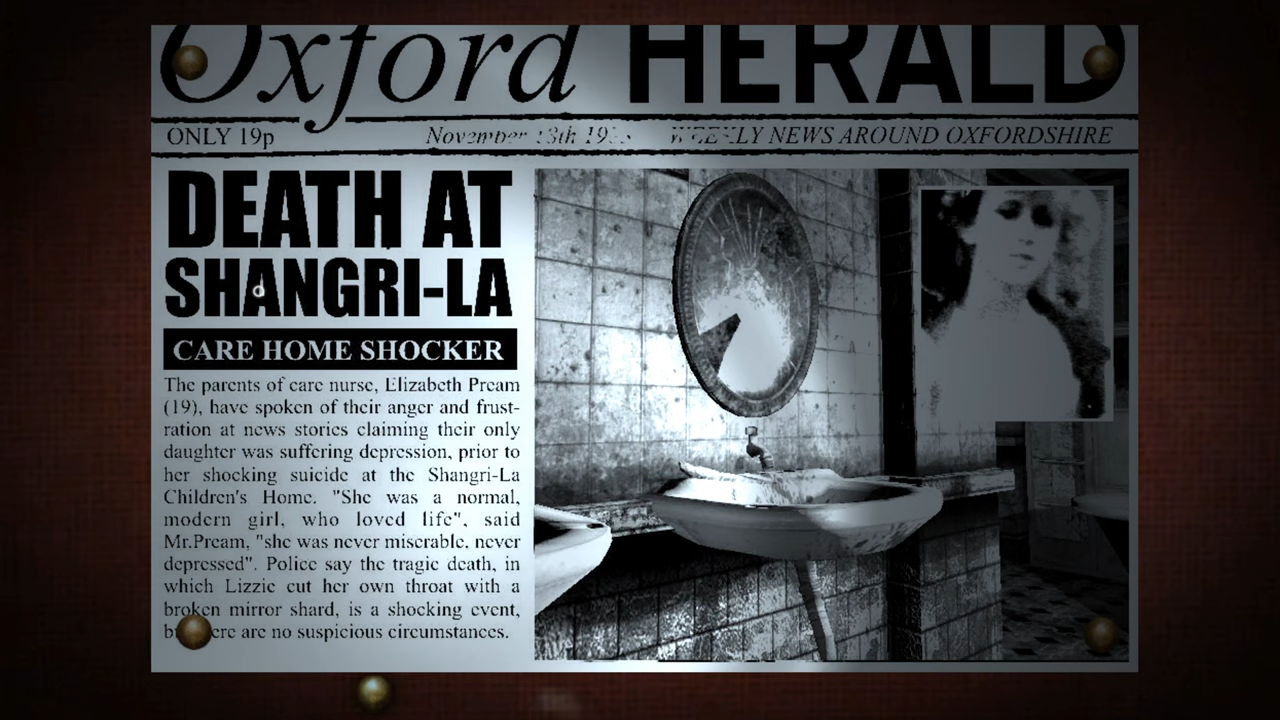 Oxford HERALD
ONLY 19p November 13th WEEKLY NEWS AROUND OXFORDSHIRE
DEATH AT
SHANGRI-LA
CARE HOME SHOCKER
The parents of care nurse, Elizabeth Pream
(19), have spoken of their anger and frust-
ration at news stories claiming their only
daughter was suffering depression, prior to
her shocking suicide at the Shangri-La
Children's Home. "She was a normal,
modern girl, who loved life", said
Mr.Pream, "she was never miserable, never
depressed". Police say the tragic death, in
which Lizzie cut her own throat with a
broken mirror shard, is a shocking event,
are no suspicious circumstances.